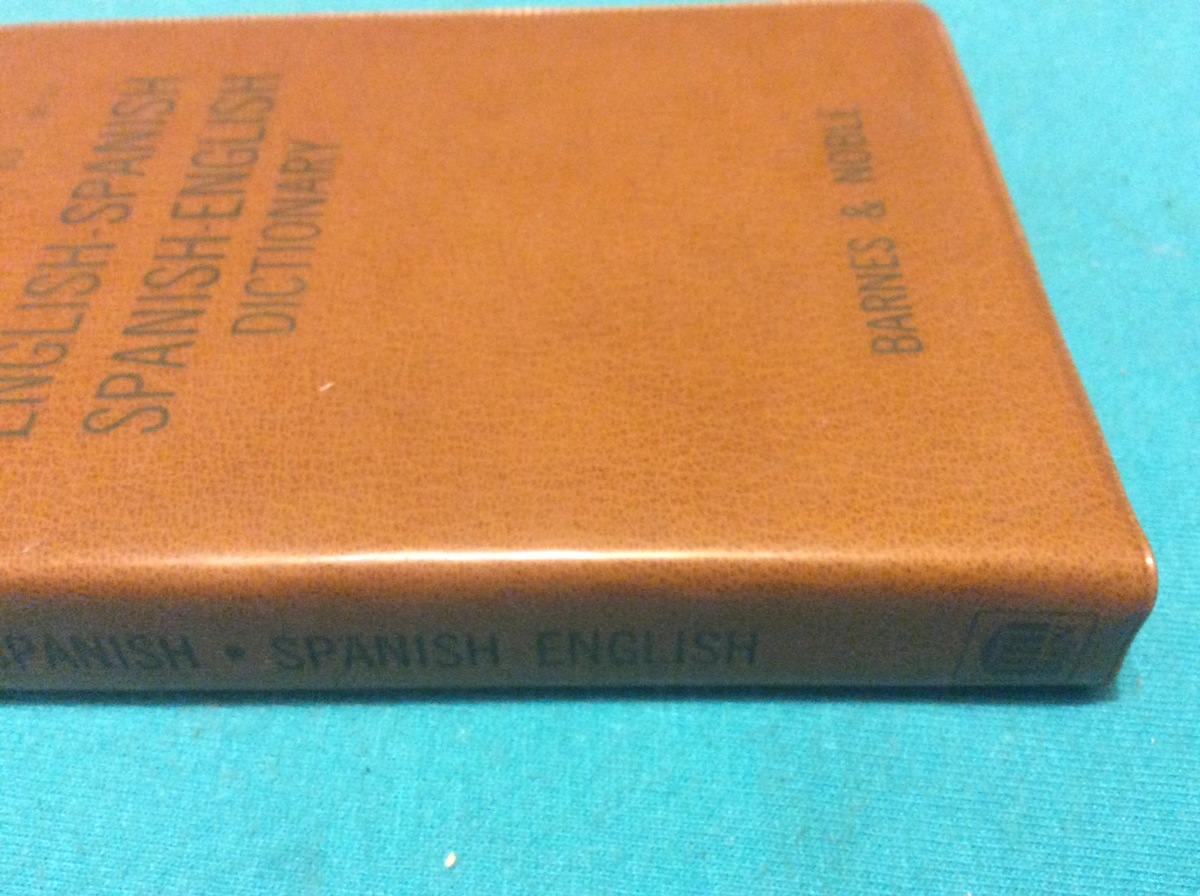 ENGLISH-SPANISH
SPANISH-ENGLISH
DICTIONARY
BARNES & NOBLE
SPANISH • SPANISH ENGLISH